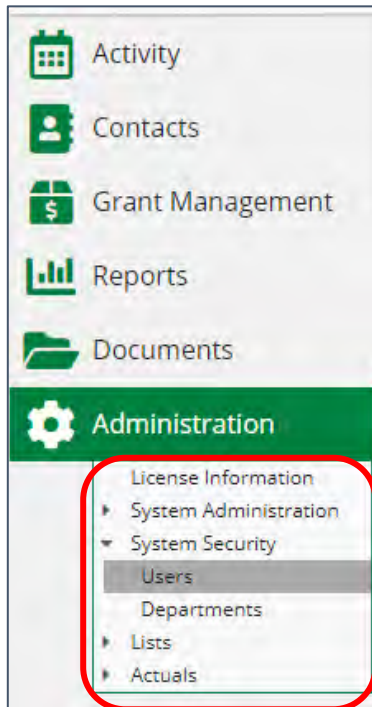 Activity
Contacts
$
Grant Management
Reports
Documents
Administration
License Information
System Administration
System Security
Users
Departments
Lists
Actuals